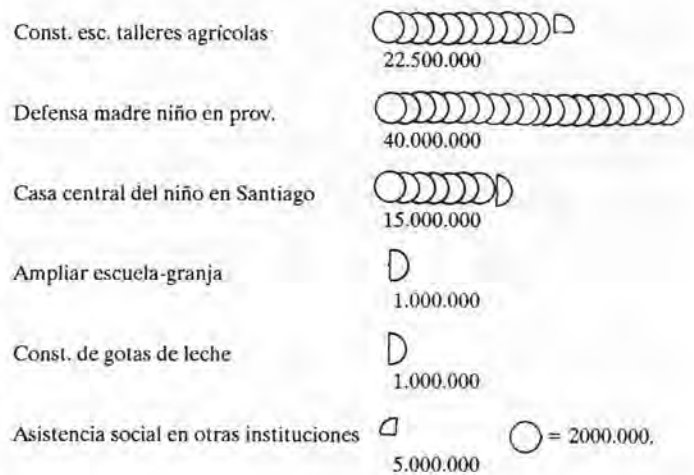 Const. esc. talleres agrícolas
22.500.000
Defensa madre niño en prov.
40.000.000
Casa central del niño en Santiago
15.000.000
Ampliar escuela-granja
1.000.000
Const. de gotas de leche
1.000.000
Asistencia social en otras instituciones
= 2000.000.
5.000.000